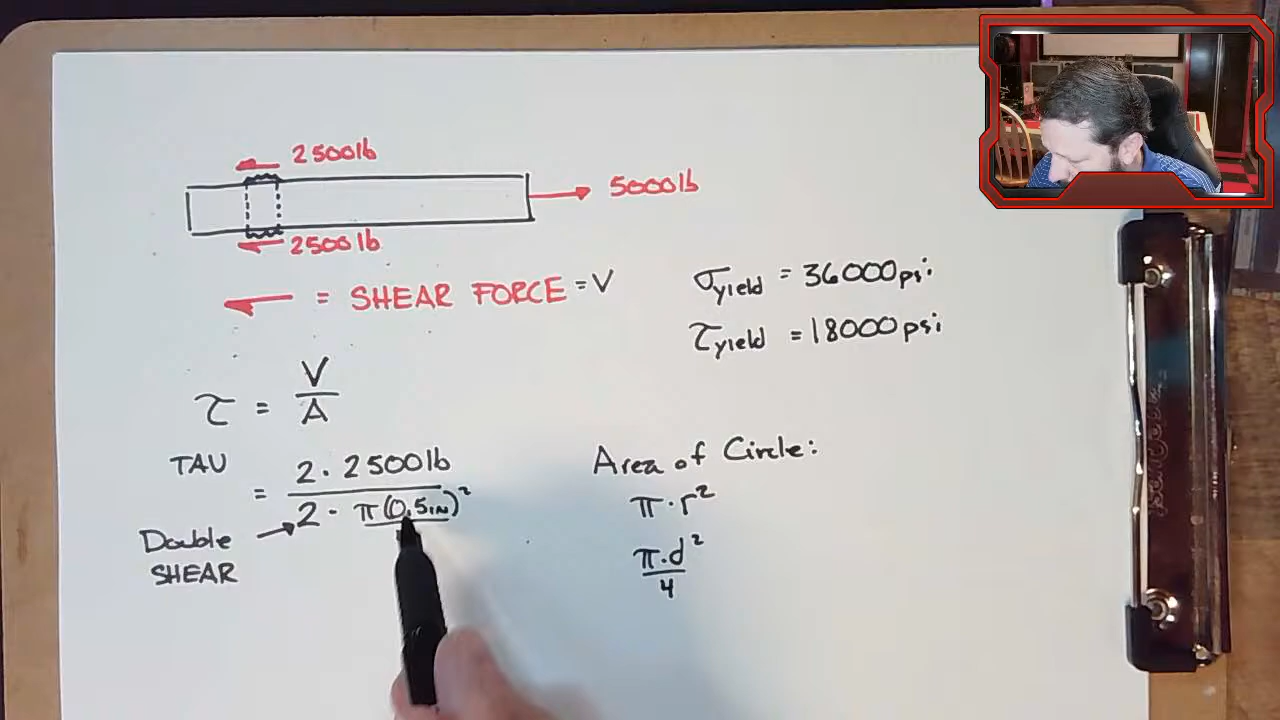 2500lb
5000lb
2500lb
= SHEAR FORCE = V
σyield = 36000psi
τyield = 18000psi
τ = V/A
TAU
= 2·2500lb / 2·π(0.5IN)²
Double
SHEAR
Area of Circle:
π·r²
π·d²/4